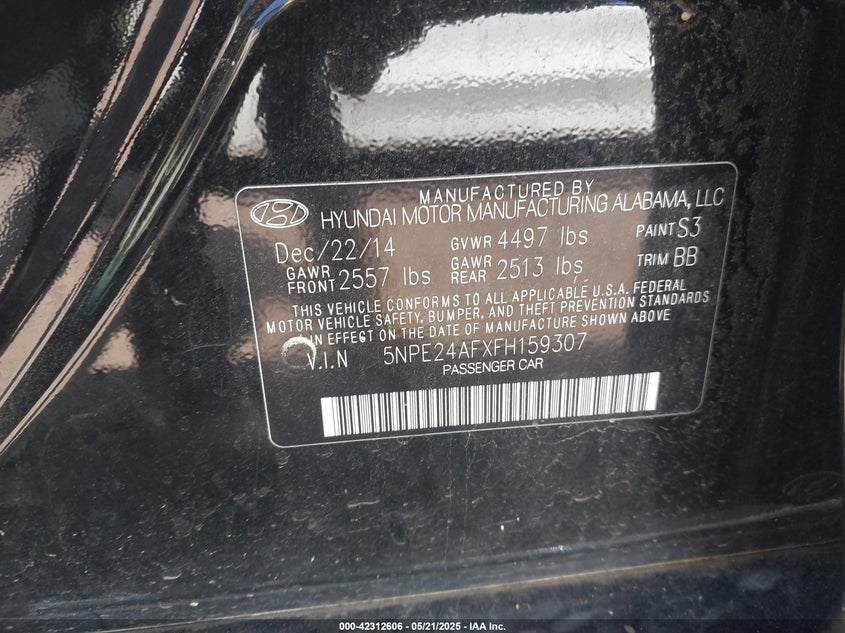 MANUFACTURED BY
HYUNDAI MOTOR MANUFACTURING ALABAMA, LLC
Dec/22/14 GVWR 4497 lbs PAINT S3
GAWR FRONT 2557 lbs GAWR REAR 2513 lbs TRIM BB
THIS VEHICLE CONFORMS TO ALL APPLICABLE U.S.A. FEDERAL
MOTOR VEHICLE SAFETY, BUMPER, AND THEFT PREVENTION STANDARDS
IN EFFECT ON THE DATE OF MANUFACTURE SHOWN ABOVE
V.I.N 5NPE24AFXFH159307
PASSENGER CAR
000-42312606 — 05/21/2025 — IAA Inc.